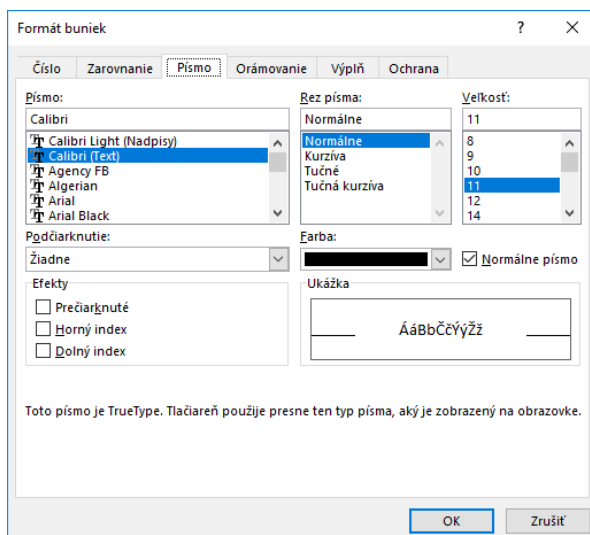 Formát buniek
?
Číslo Zarovnanie Písmo Orámovanie Výplň Ochrana
Písmo:
Calibri
Calibri Light (Nadpisy)
Calibri (Text)
Agency FB
Algerian
Arial
Arial Black
Rez písma:
Normálne
Normálne
Kurzíva
Tučné
Tučná kurzíva
Veľkosť:
11
8
9
10
11
12
14
Podčiarknutie:
Žiadne
Farba:
Normálne písmo
Efekty
Prečiarknuté
Horný index
Dolný index
Ukážka
ÁáBbČčÝýŽž
Toto písmo je TrueType. Tlačiareň použije presne ten typ písma, aký je zobrazený na obrazovke.
OK Zrušiť